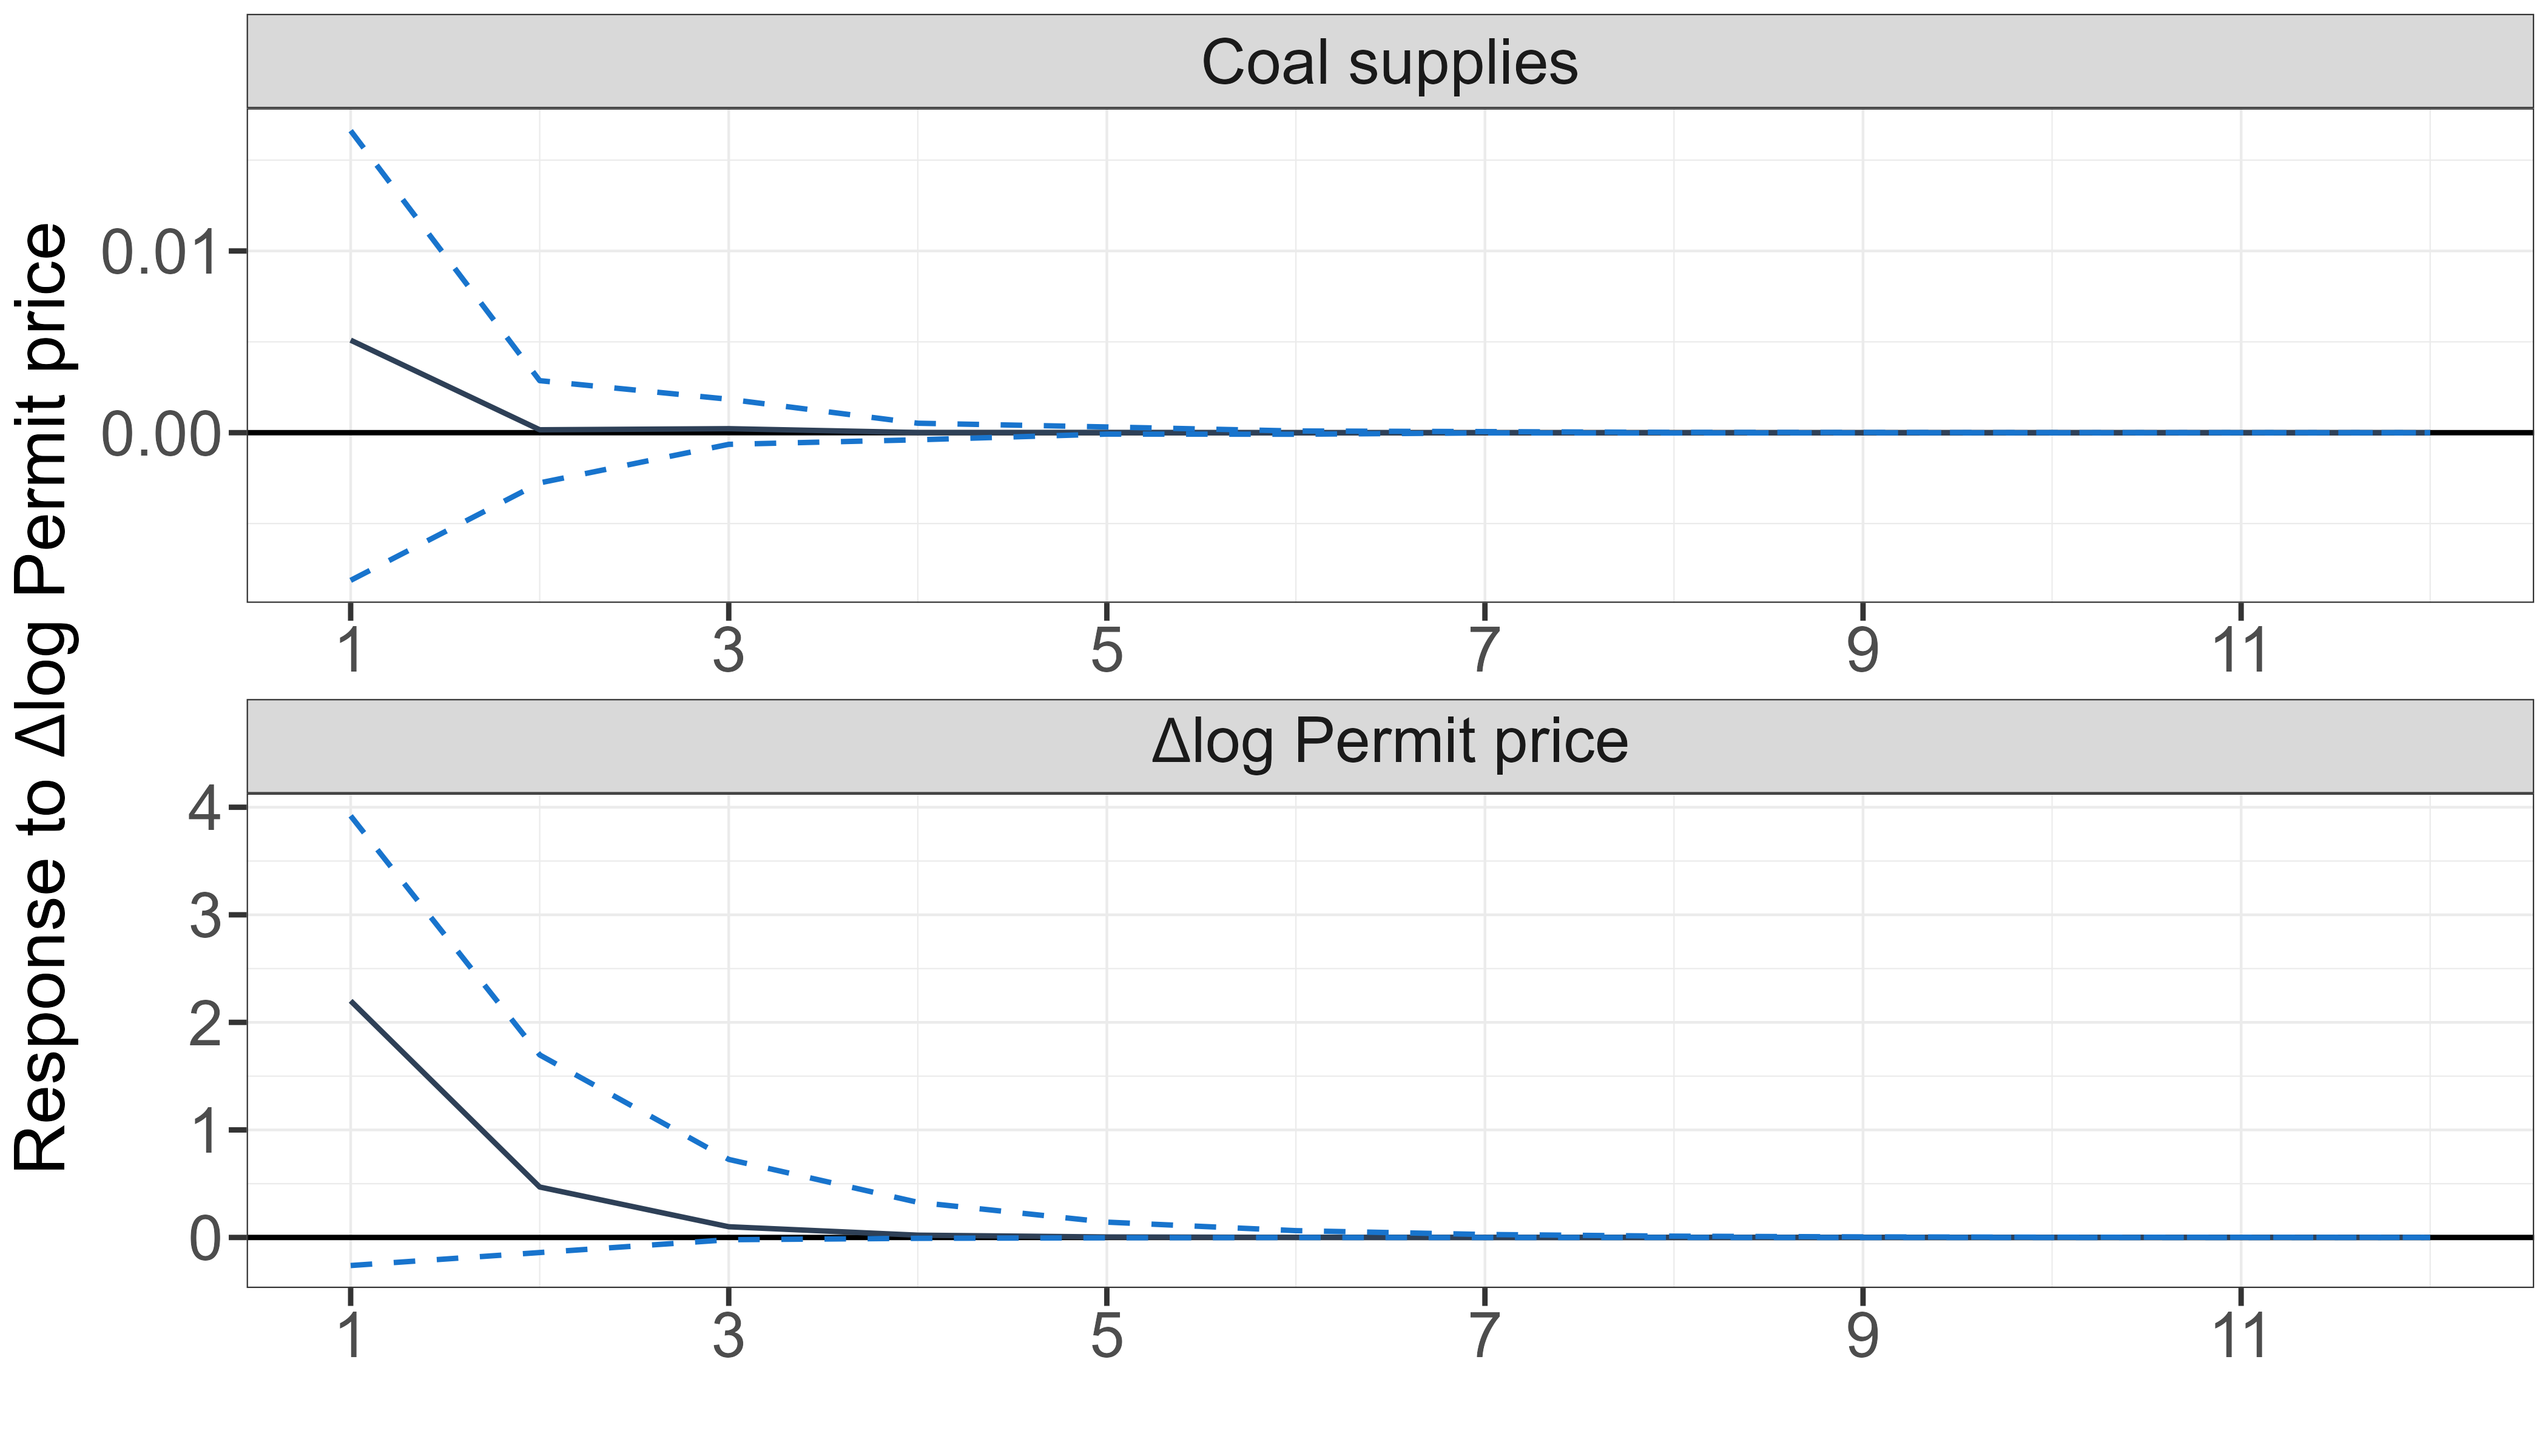 Response to Δlog Permit price
Coal supplies
0.01
0.00
1 3 5 7 9 11
Δlog Permit price
4
3
2
1
0
1 3 5 7 9 11